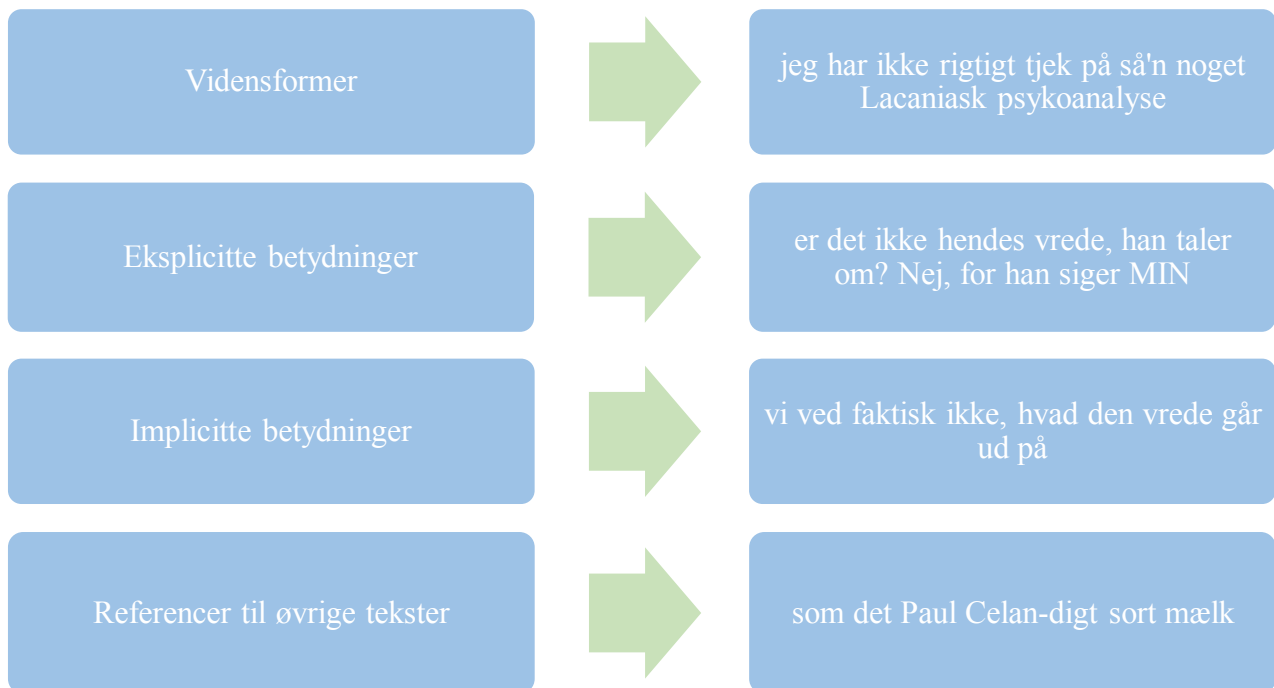 Vidensformer
jeg har ikke rigtigt tjek på så'n noget
Lacaniask psykoanalyse
Eksplicitte betydninger
er det ikke hendes vrede, han taler
om? Nej, for han siger MIN
Implicitte betydninger
vi ved faktisk ikke, hvad den vrede går
ud på
Referencer til øvrige tekster
som det Paul Celan-digt sort mælk